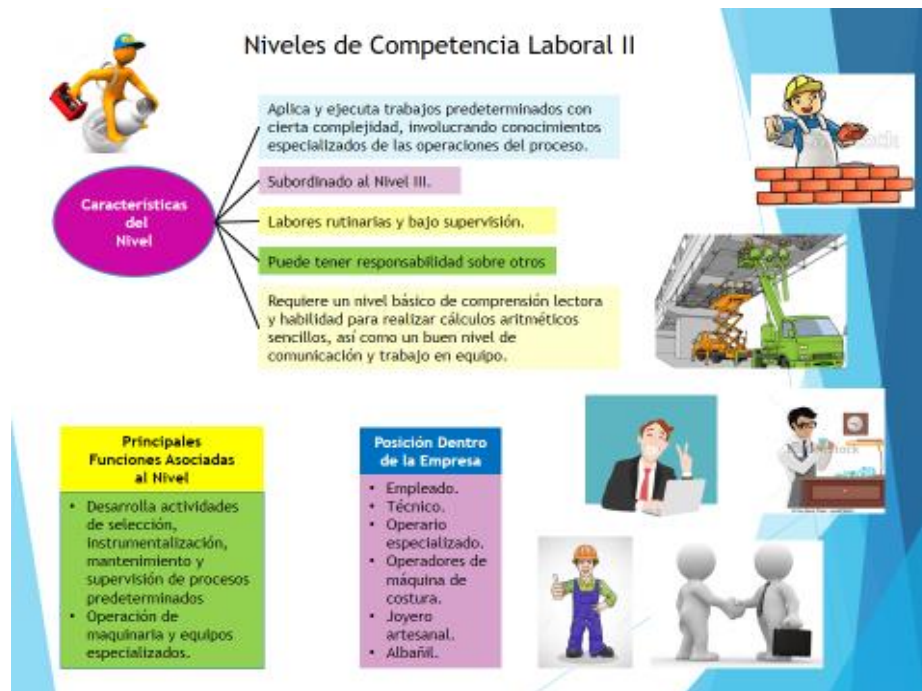 Niveles de Competencia Laboral II
Características
del
Nivel
Aplica y ejecuta trabajos predeterminados con
cierta complejidad, involucrando conocimientos
especializados de las operaciones del proceso.
Subordinado al Nivel III.
Labores rutinarias y bajo supervisión.
Puede tener responsabilidad sobre otros
Requiere un nivel básico de comprensión lectora
y habilidad para realizar cálculos aritméticos
sencillos, así como un buen nivel de
comunicación y trabajo en equipo.
Principales
Funciones Asociadas
al Nivel
• Desarrolla actividades
de selección,
instrumentalización,
mantenimiento y
supervisión de procesos
predeterminados
• Operación de
maquinaria y equipos
especializados.
Posición Dentro
de la Empresa
• Empleado.
• Técnico.
• Operario
especializado.
• Operadores de
máquina de
costura.
• Joyero
artesanal.
• Albañil.